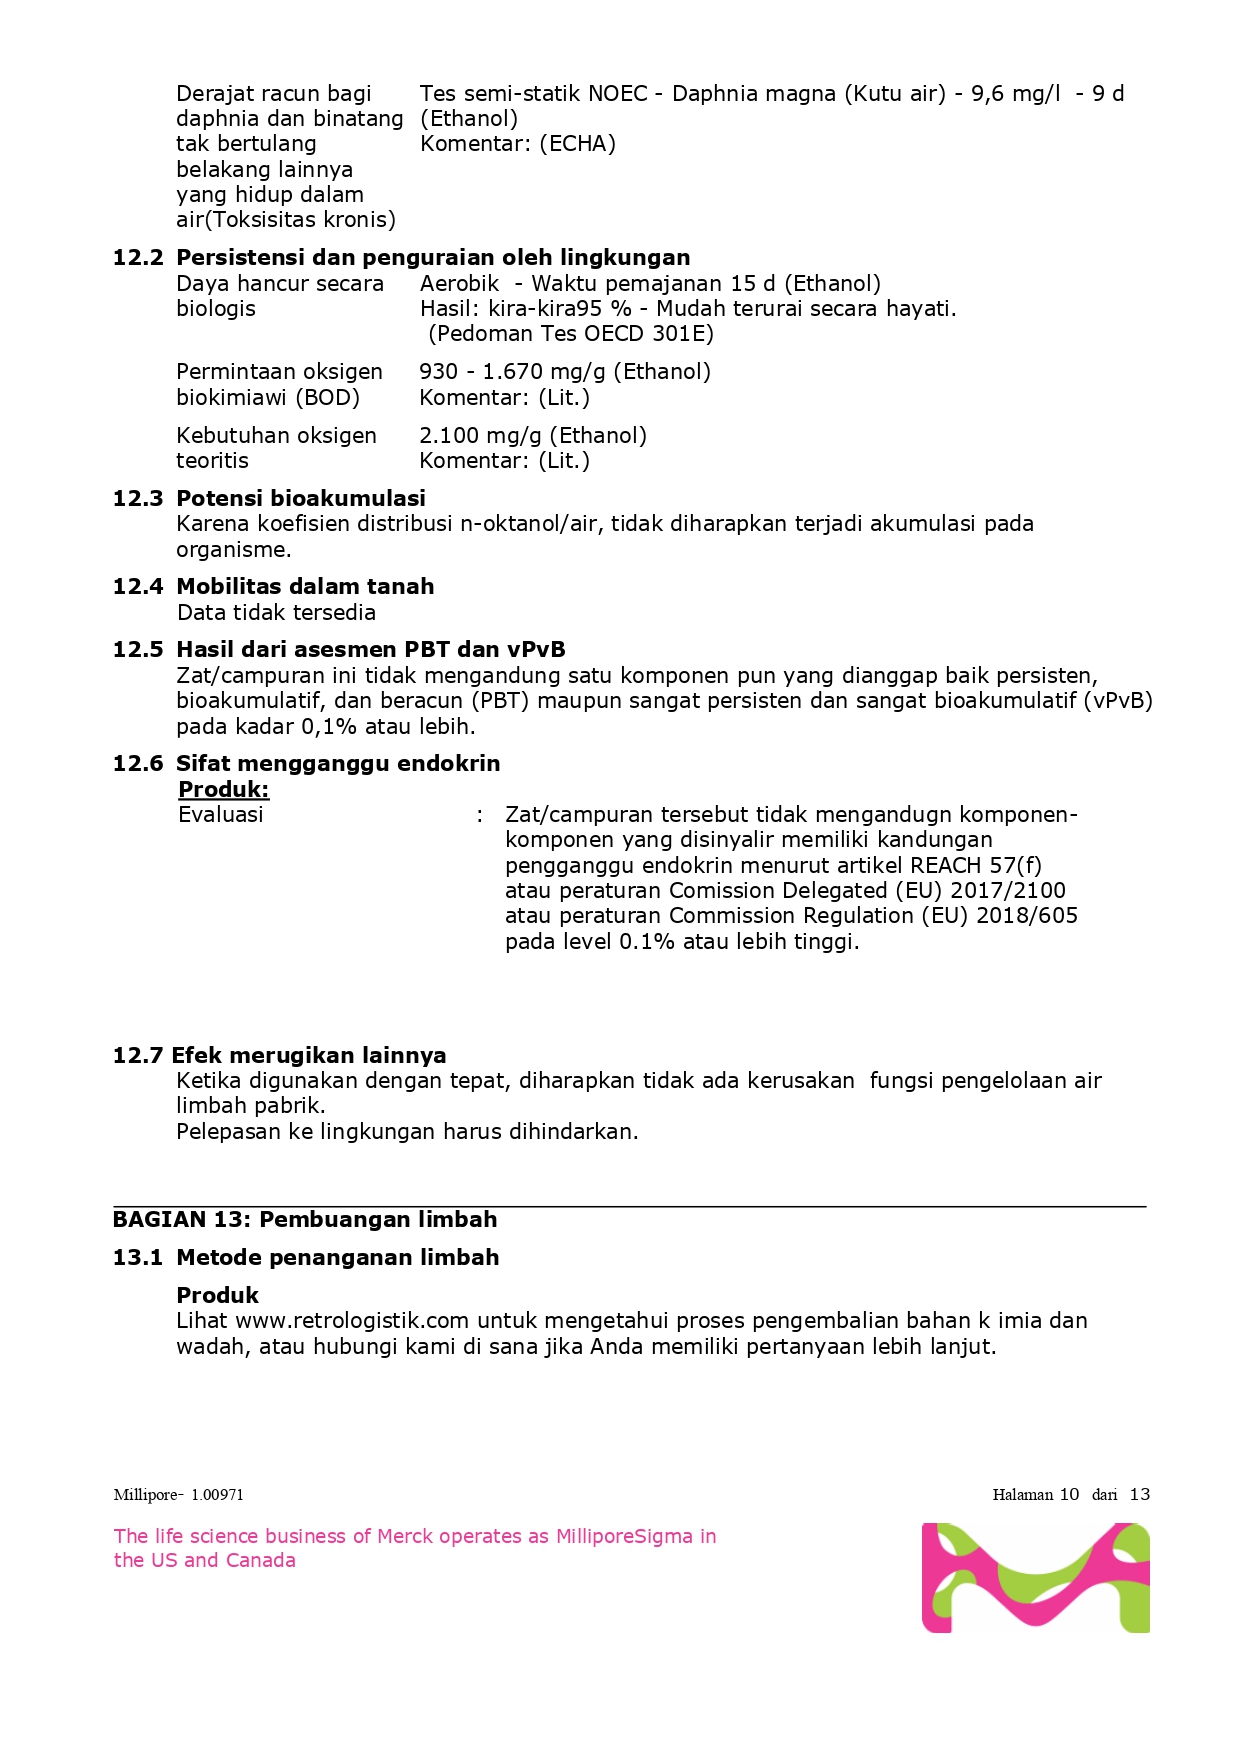 Derajat racun bagi Tes semi-statik NOEC - Daphnia magna (Kutu air) - 9,6 mg/l - 9 d
daphnia dan binatang (Ethanol)
tak bertulang Komentar: (ECHA)
belakang lainnya
yang hidup dalam
air(Toksisitas kronis)
12.2 Persistensi dan penguraian oleh lingkungan
Daya hancur secara Aerobik - Waktu pemajanan 15 d (Ethanol)
biologis Hasil: kira-kira95 % - Mudah terurai secara hayati.
(Pedoman Tes OECD 301E)
Permintaan oksigen 930 - 1.670 mg/g (Ethanol)
biokimiawi (BOD) Komentar: (Lit.)
Kebutuhan oksigen 2.100 mg/g (Ethanol)
teoritis Komentar: (Lit.)
12.3 Potensi bioakumulasi
Karena koefisien distribusi n-oktanol/air, tidak diharapkan terjadi akumulasi pada
organisme.
12.4 Mobilitas dalam tanah
Data tidak tersedia
12.5 Hasil dari asesmen PBT dan vPvB
Zat/campuran ini tidak mengandung satu komponen pun yang dianggap baik persisten,
bioakumulatif, dan beracun (PBT) maupun sangat persisten dan sangat bioakumulatif (vPvB)
pada kadar 0,1% atau lebih.
12.6 Sifat mengganggu endokrin
Produk:
Evaluasi : Zat/campuran tersebut tidak mengandugn komponen-
komponen yang disinyalir memiliki kandungan
pengganggu endokrin menurut artikel REACH 57(f)
atau peraturan Comission Delegated (EU) 2017/2100
atau peraturan Commission Regulation (EU) 2018/605
pada level 0.1% atau lebih tinggi.
12.7 Efek merugikan lainnya
Ketika digunakan dengan tepat, diharapkan tidak ada kerusakan fungsi pengelolaan air
limbah pabrik.
Pelepasan ke lingkungan harus dihindarkan.
BAGIAN 13: Pembuangan limbah
13.1 Metode penanganan limbah
Produk
Lihat www.retrologistik.com untuk mengetahui proses pengembalian bahan k imia dan
wadah, atau hubungi kami di sana jika Anda memiliki pertanyaan lebih lanjut.
Millipore- 1.00971 Halaman 10 dari 13
The life science business of Merck operates as MilliporeSigma in
the US and Canada